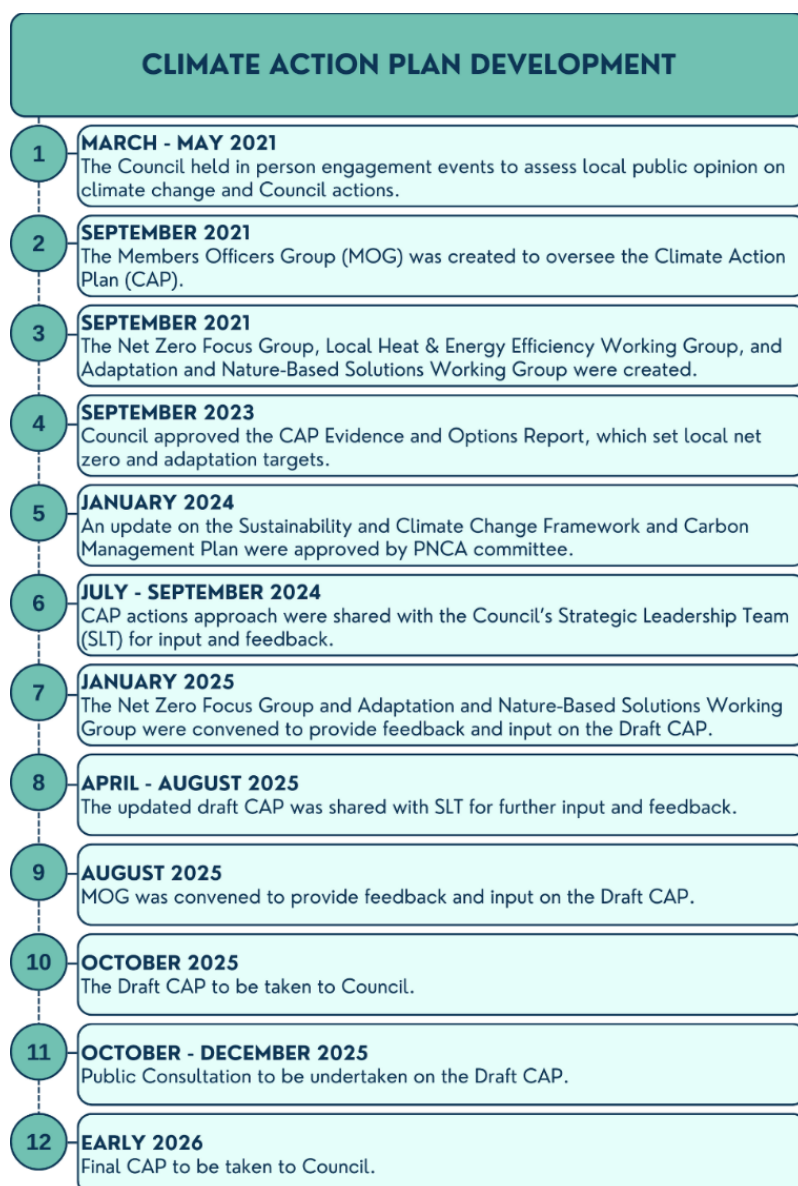 CLIMATE ACTION PLAN DEVELOPMENT
1
MARCH - MAY 2021
The Council held in person engagement events to assess local public opinion on
climate change and Council actions.
2
SEPTEMBER 2021
The Members Officers Group (MOG) was created to oversee the Climate Action
Plan (CAP).
3
SEPTEMBER 2021
The Net Zero Focus Group, Local Heat & Energy Efficiency Working Group, and
Adaptation and Nature-Based Solutions Working Group were created.
4
SEPTEMBER 2023
Council approved the CAP Evidence and Options Report, which set local net
zero and adaptation targets.
5
JANUARY 2024
An update on the Sustainability and Climate Change Framework and Carbon
Management Plan were approved by PNCA committee.
6
JULY - SEPTEMBER 2024
CAP actions approach were shared with the Council's Strategic Leadership Team
(SLT) for input and feedback.
7
JANUARY 2025
The Net Zero Focus Group and Adaptation and Nature-Based Solutions Working
Group were convened to provide feedback and input on the Draft CAP.
8
APRIL - AUGUST 2025
The updated draft CAP was shared with SLT for further input and feedback.
9
AUGUST 2025
MOG was convened to provide feedback and input on the Draft CAP.
10
OCTOBER 2025
The Draft CAP to be taken to Council.
11
OCTOBER - DECEMBER 2025
Public Consultation to be undertaken on the Draft CAP.
12
EARLY 2026
Final CAP to be taken to Council.